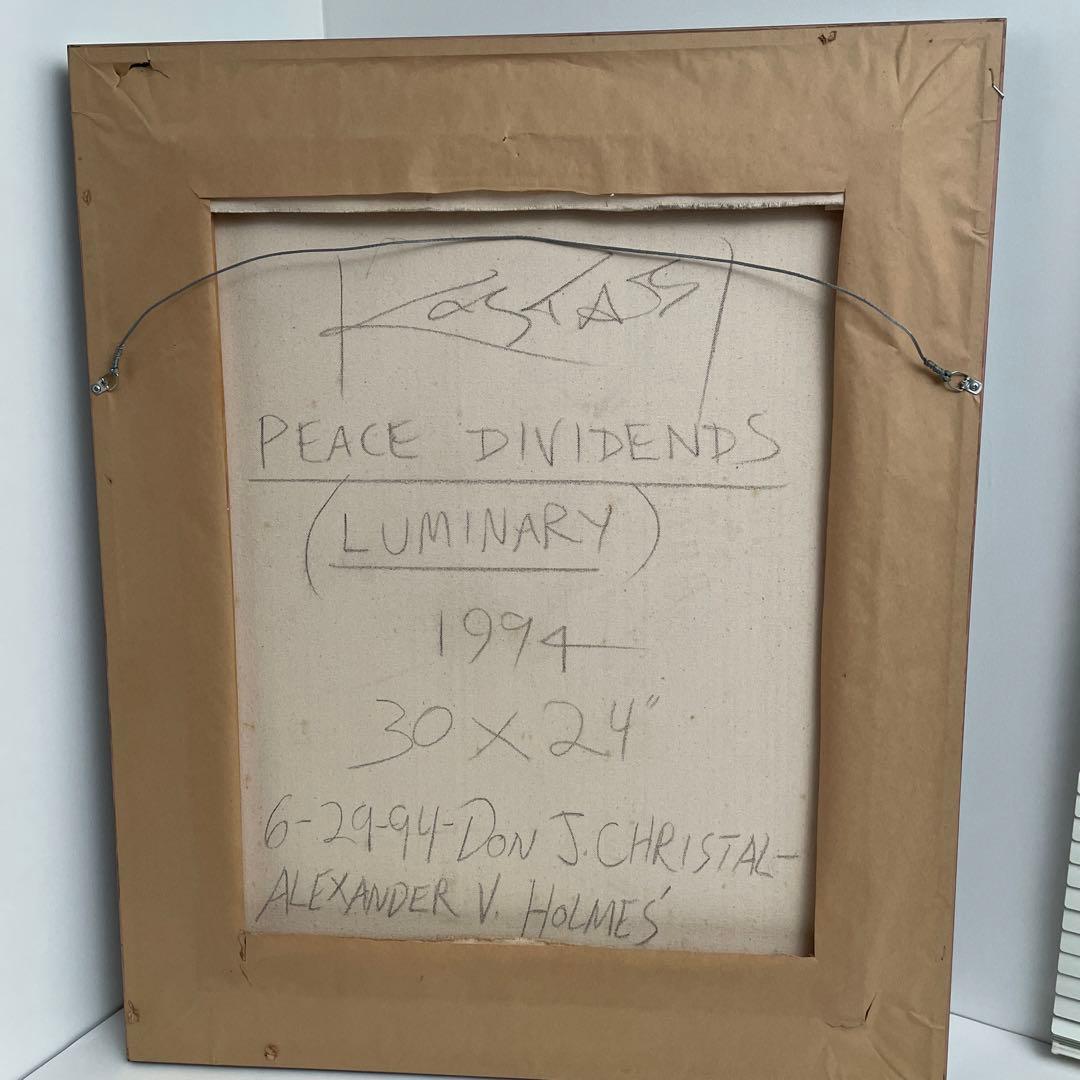 PEACE DIVIDENDS
(LUMINARY)
1994
30 X 24"
6-29-94-DON J. CHRISTAL-
ALEXANDER V. HOLMES'